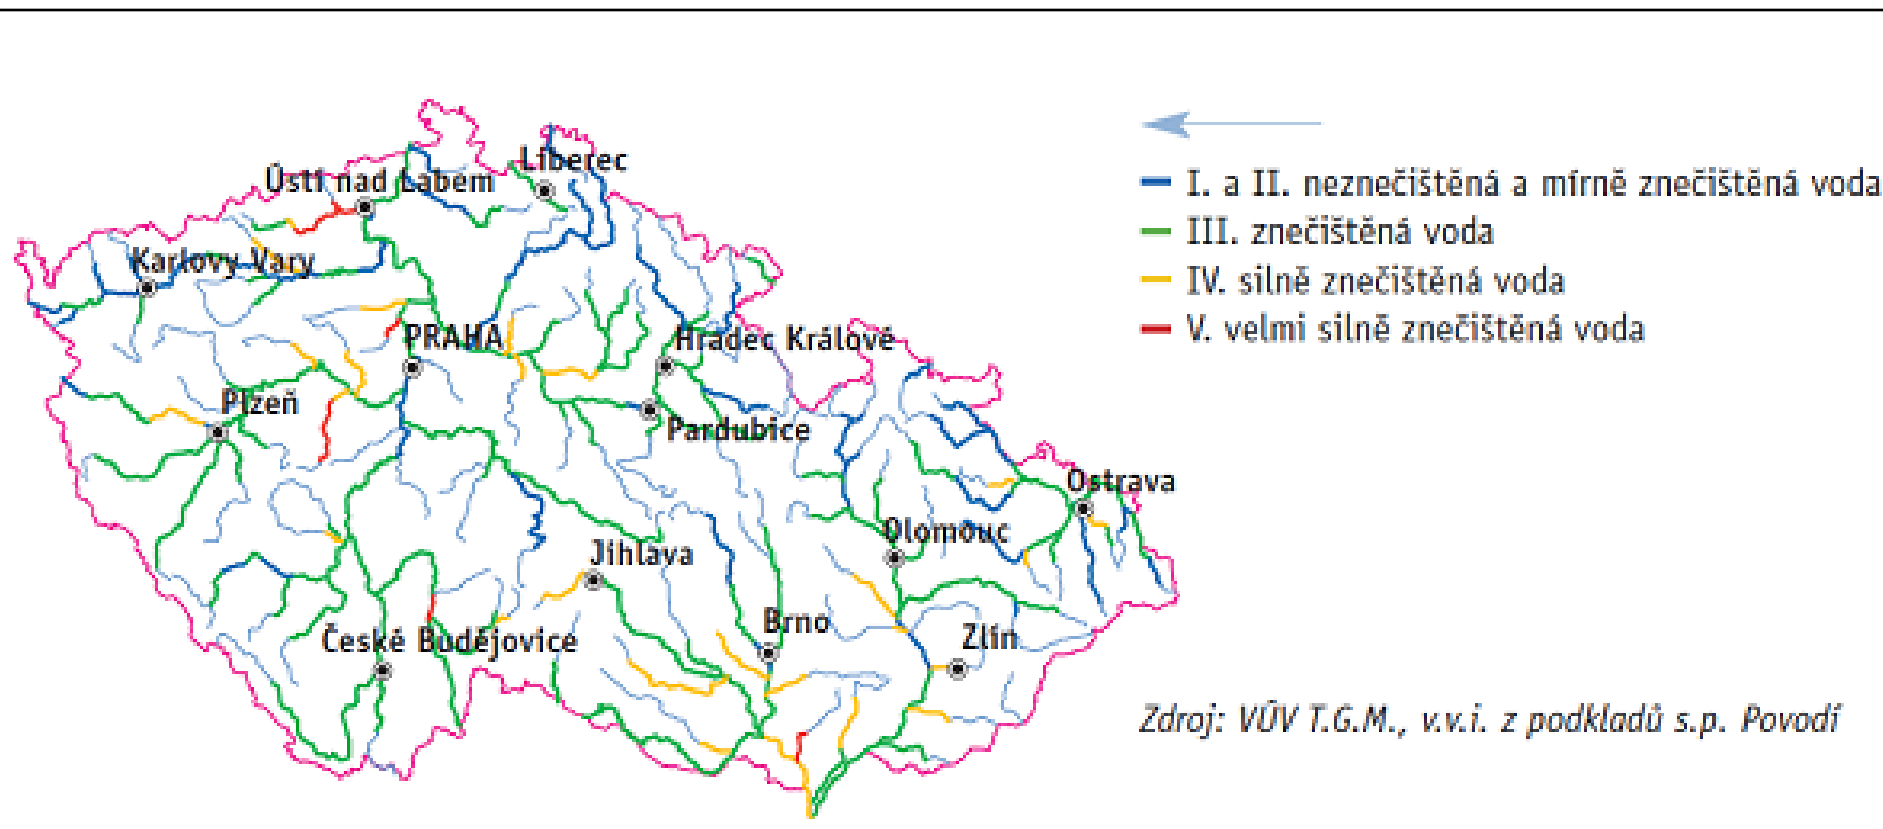 Liberec
Ústí nad Labem
Karlovy Vary
PRAHA
Hradec Králové
Plzeň
Pardubice
Ostrava
Olomouc
Jihlava
Brno
Zlín
České Budějovice
I. a II. neznečištěná a mírně znečištěná voda
III. znečištěná voda
IV. silně znečištěná voda
V. velmi silně znečištěná voda
Zdroj: VÚV T.G.M., v.v.i. z podkladů s.p. Povodí